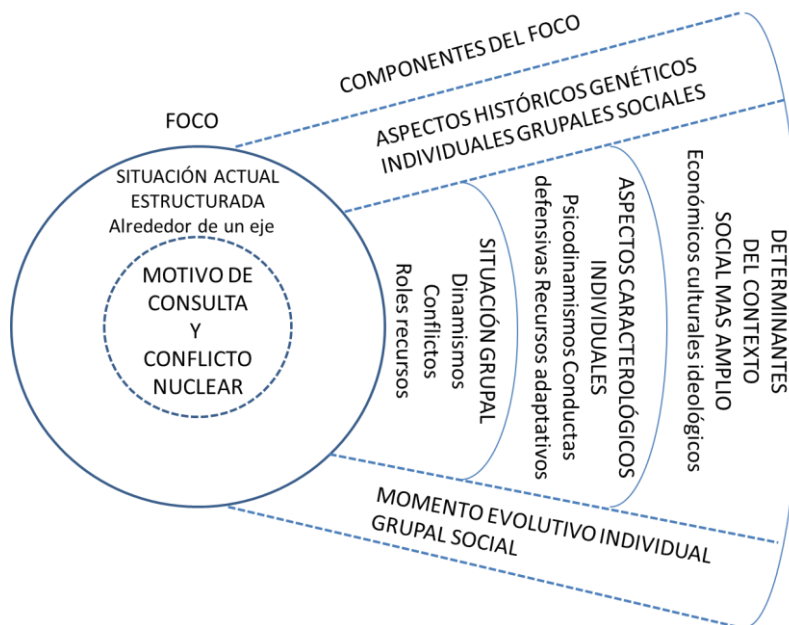 COMPONENTES DEL FOCO
ASPECTOS HISTÓRICOS GENÉTICOS
INDIVIDUALES GRUPALES SOCIALES
FOCO
SITUACIÓN ACTUAL
ESTRUCTURADA
Alrededor de un eje
MOTIVO DE
CONSULTA
Y
CONFLICTO
NUCLEAR
SITUACIÓN GRUPAL
Dinamismos
Conflictos
Roles recursos
ASPECTOS CARACTEROLÓGICOS
INDIVIDUALES
Psicodinamismos Conductas
defensivas Recursos adaptativos
DETERMINANTES
DEL CONTEXTO
SOCIAL MAS AMPLIO
Económicos culturales ideológicos
MOMENTO EVOLUTIVO INDIVIDUAL
GRUPAL SOCIAL